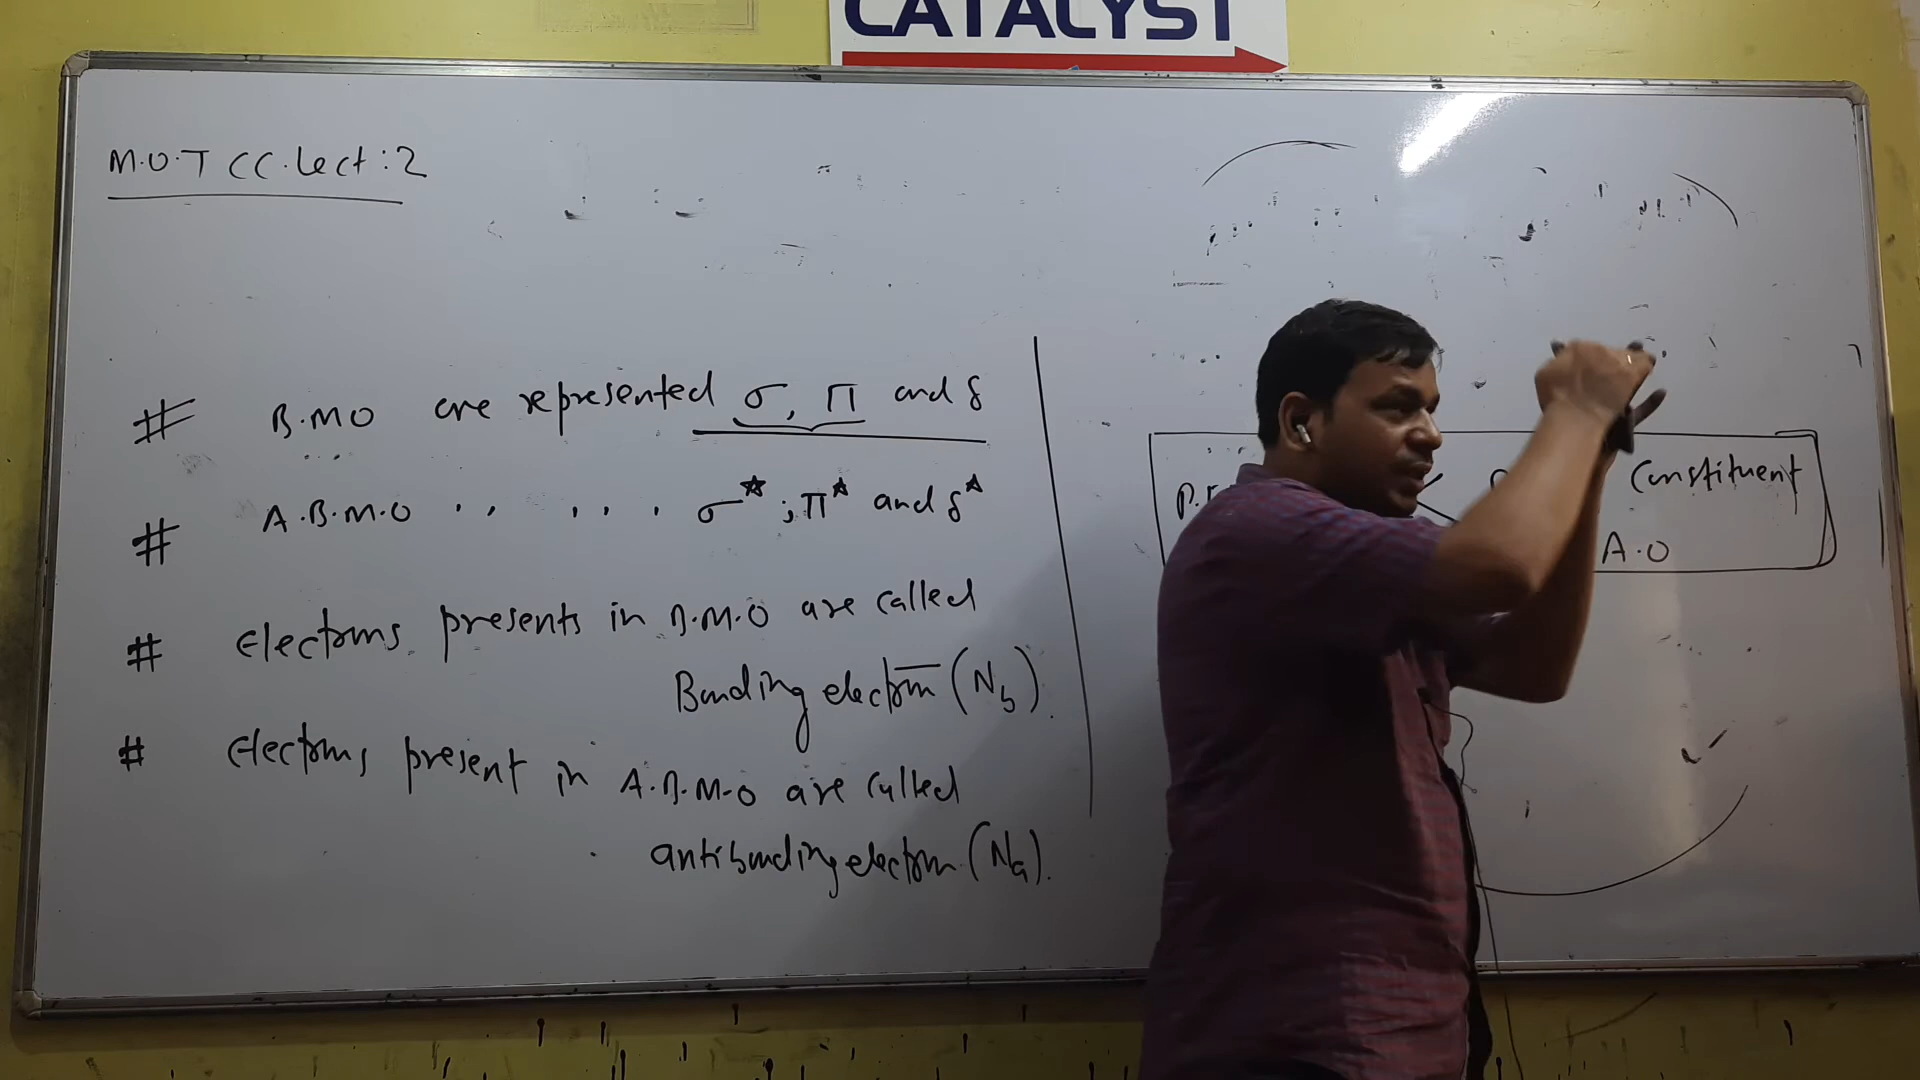 CATALYST
M.O.T CC.Lect:2
# B.MO are represented σ, π and δ
# A.B.M.O ,, ... σ*; π* and δ*
# Electrons presents in B.M.O are called
Bonding electron (Nb).
# Electrons present in A.B.M.O are called
antibonding electron (Na).
Constituent
A.O